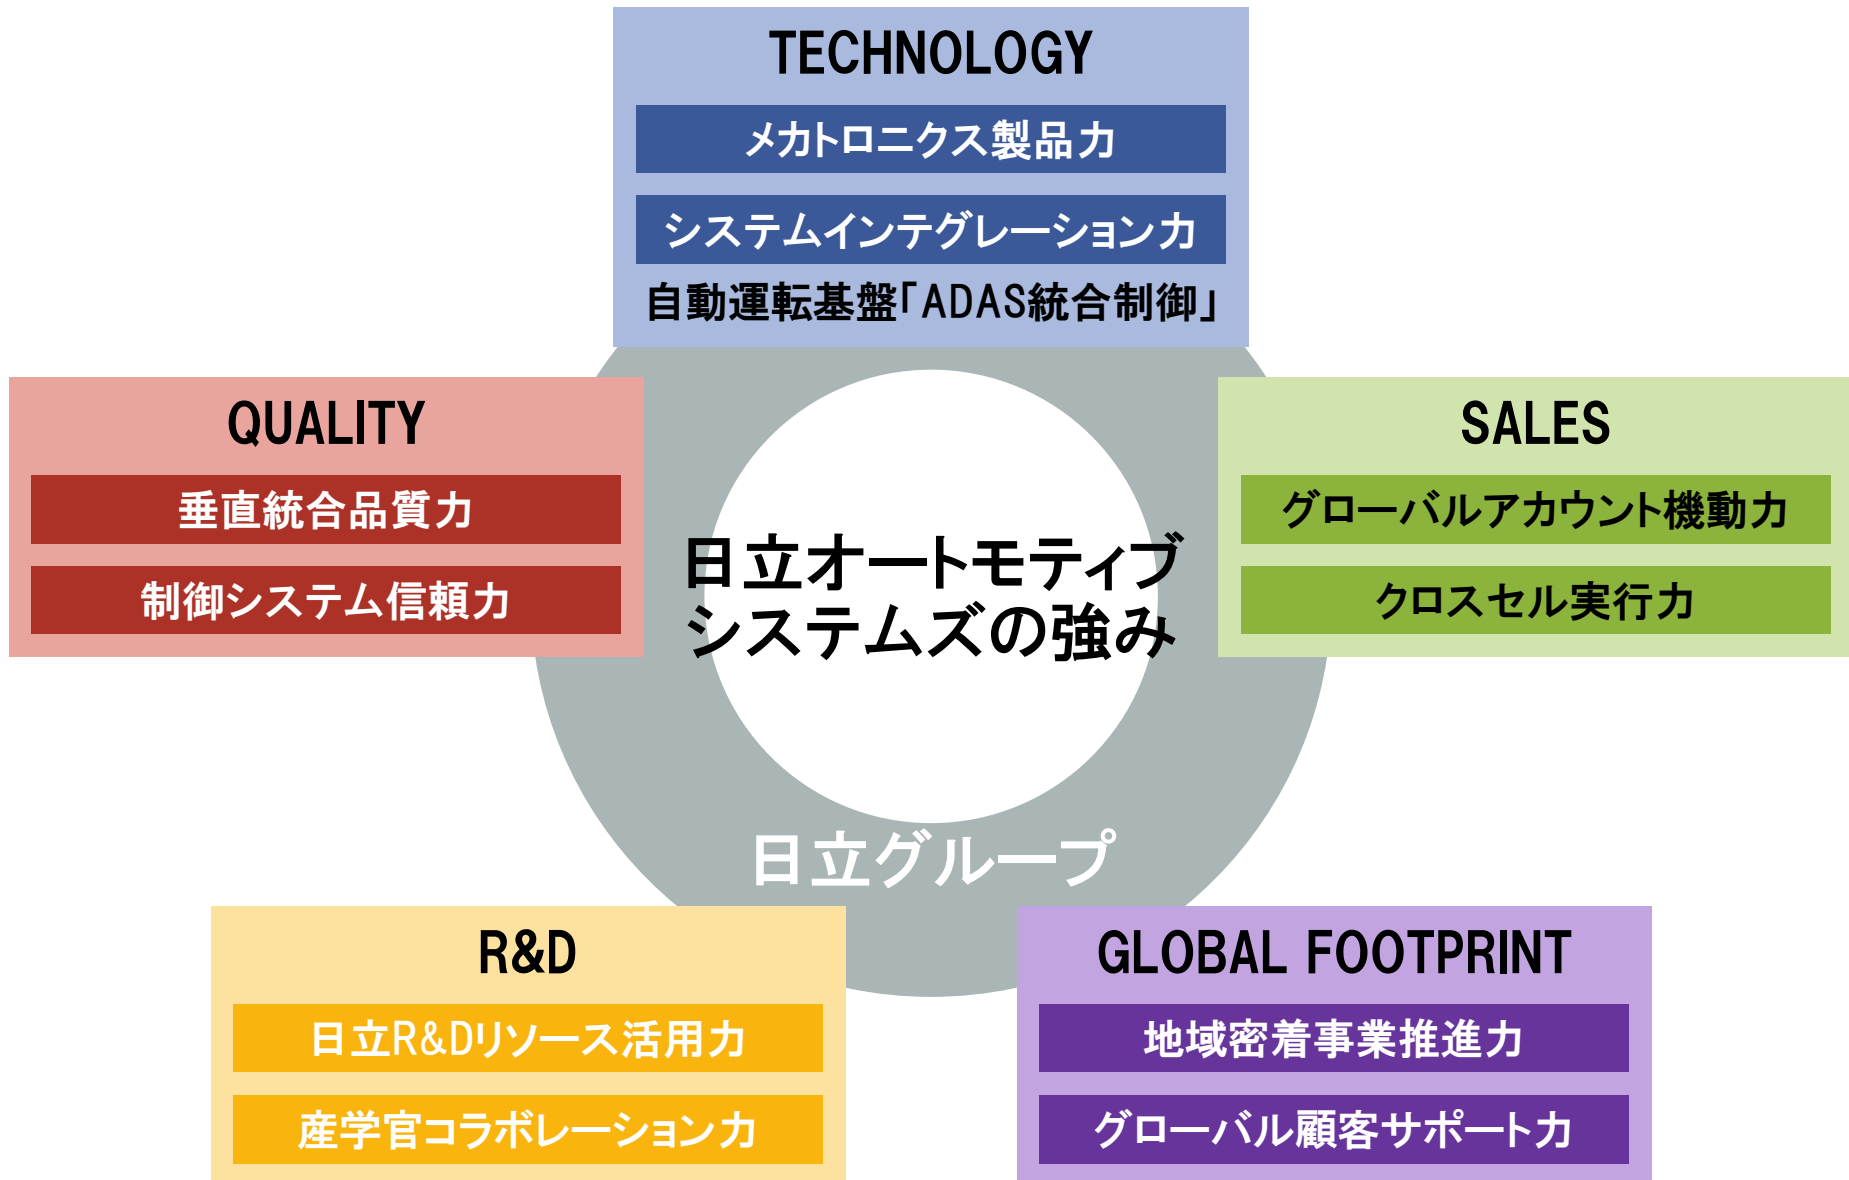 TECHNOLOGY
メカトロニクス製品力
システムインテグレーション力
自動運転基盤「ADAS統合制御」
QUALITY
垂直統合品質力
制御システム信頼力
SALES
グローバルアカウント機動力
クロスセル実行力
日立オートモティブ
システムズの強み
日立グループ
R&D
日立R&Dリソース活用力
産学官コラボレーション力
GLOBAL FOOTPRINT
地域密着事業推進力
グローバル顧客サポート力